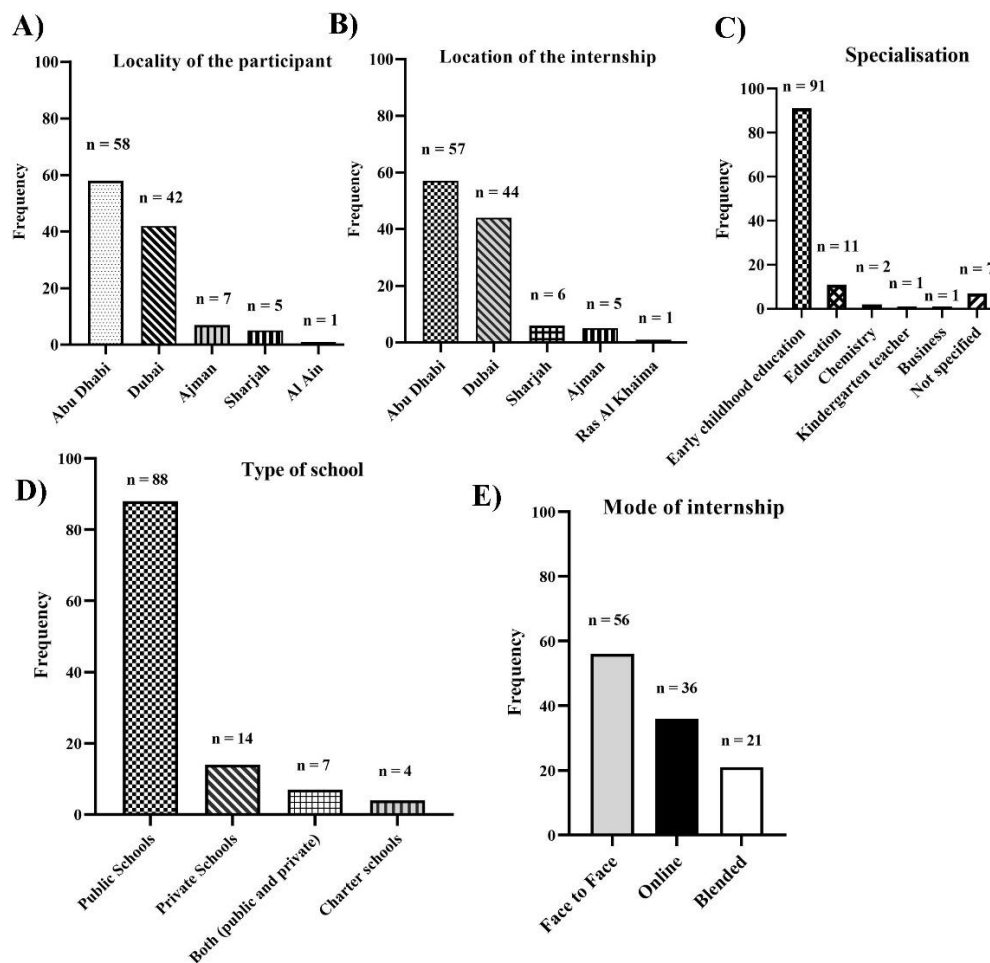 A)
Locality of the participant
Frequency
100
80
60
40
20
0
n = 58
n = 42
n = 7
n = 5
n = 1
Abu Dhabi
Dubai
Ajman
Sharjah
Al Ain
B)
Location of the internship
Frequency
100
80
60
40
20
0
n = 57
n = 44
n = 6
n = 5
n = 1
Abu Dhabi
Dubai
Sharjah
Ajman
Ras Al Khaima
C)
Specialisation
Frequency
100
80
60
40
20
0
n = 91
n = 11
n = 2
n = 1
n = 1
n = 7
Early childhood education
Education
Chemistry
Kindergarten teacher
Business
Not specified
D)
Type of school
Frequency
100
80
60
40
20
0
n = 88
n = 14
n = 7
n = 4
Public Schools
Private Schools
Both (public and private)
Charter schools
E)
Mode of internship
Frequency
100
80
60
40
20
0
n = 56
n = 36
n = 21
Face to Face
Online
Blended